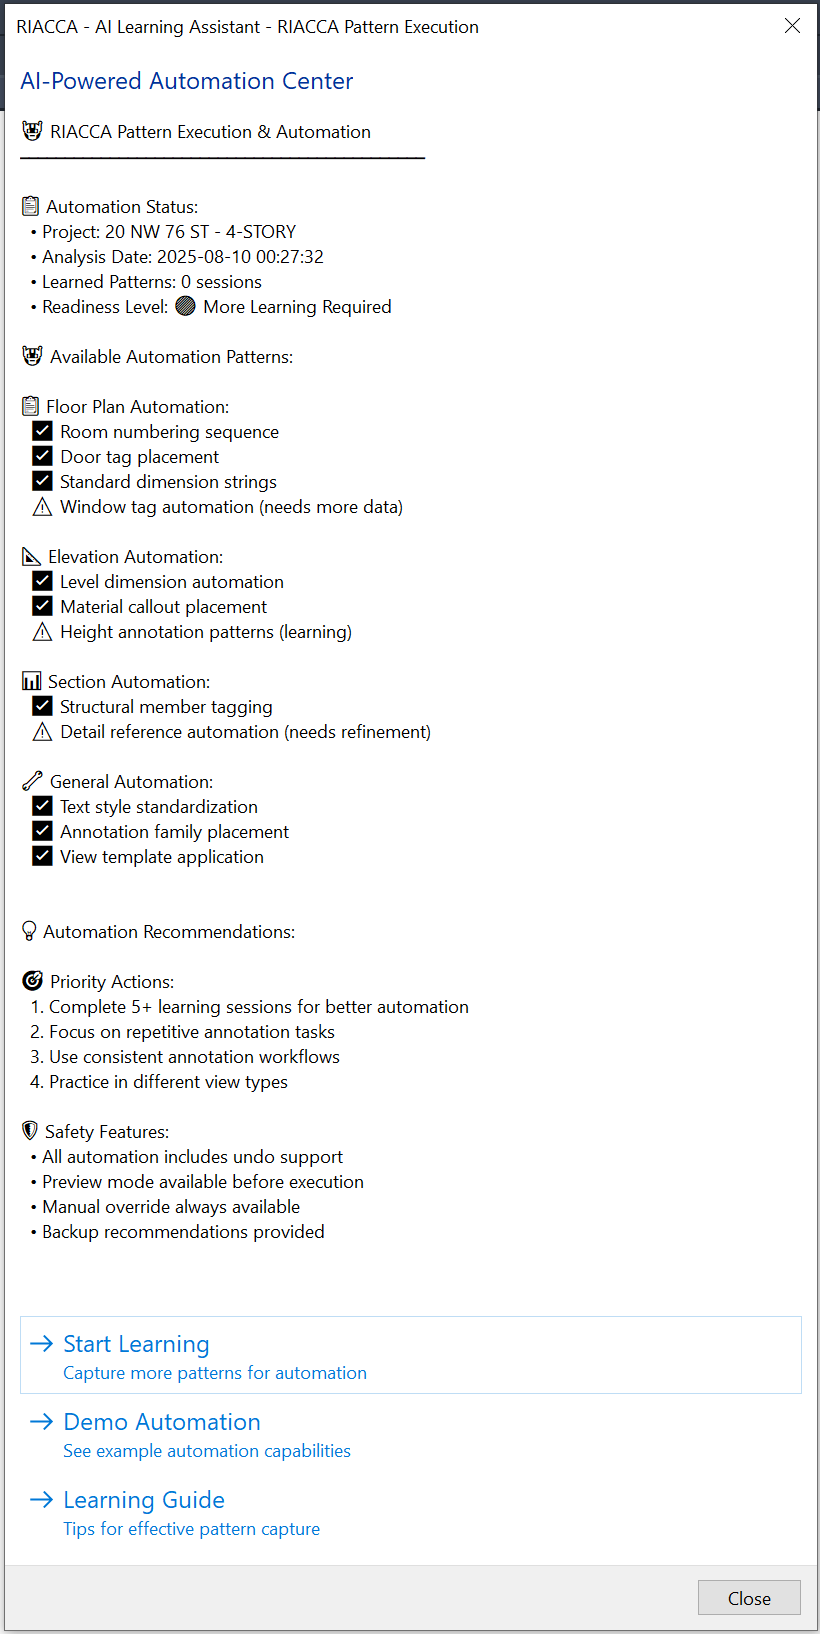 RIACCA - AI Learning Assistant - RIACCA Pattern Execution
AI-Powered Automation Center
RIACCA Pattern Execution & Automation
Automation Status:
• Project: 20 NW 76 ST - 4-STORY
• Analysis Date: 2025-08-10 00:27:32
• Learned Patterns: 0 sessions
• Readiness Level: More Learning Required
Available Automation Patterns:
Floor Plan Automation:
Room numbering sequence
Door tag placement
Standard dimension strings
Window tag automation (needs more data)
Elevation Automation:
Level dimension automation
Material callout placement
Height annotation patterns (learning)
Section Automation:
Structural member tagging
Detail reference automation (needs refinement)
General Automation:
Text style standardization
Annotation family placement
View template application
Automation Recommendations:
Priority Actions:
1. Complete 5+ learning sessions for better automation
2. Focus on repetitive annotation tasks
3. Use consistent annotation workflows
4. Practice in different view types
Safety Features:
• All automation includes undo support
• Preview mode available before execution
• Manual override always available
• Backup recommendations provided
Start Learning
Capture more patterns for automation
Demo Automation
See example automation capabilities
Learning Guide
Tips for effective pattern capture
Close